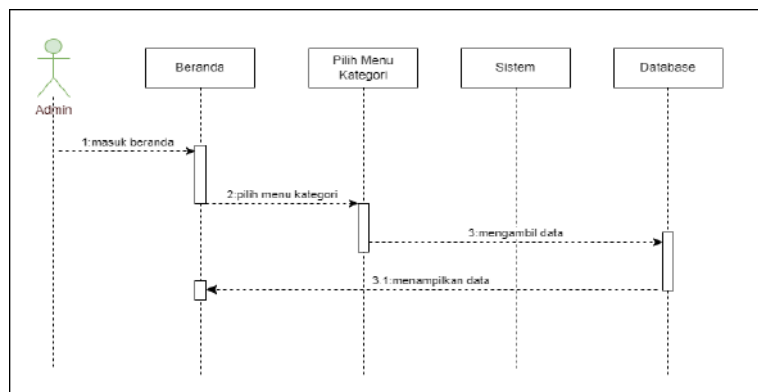 Beranda
Pilih Menu
Kategori
Sistem
Database
Admin
1:masuk beranda
2:pilih menu kategori
3:mengambil data
3.1:menampilkan data